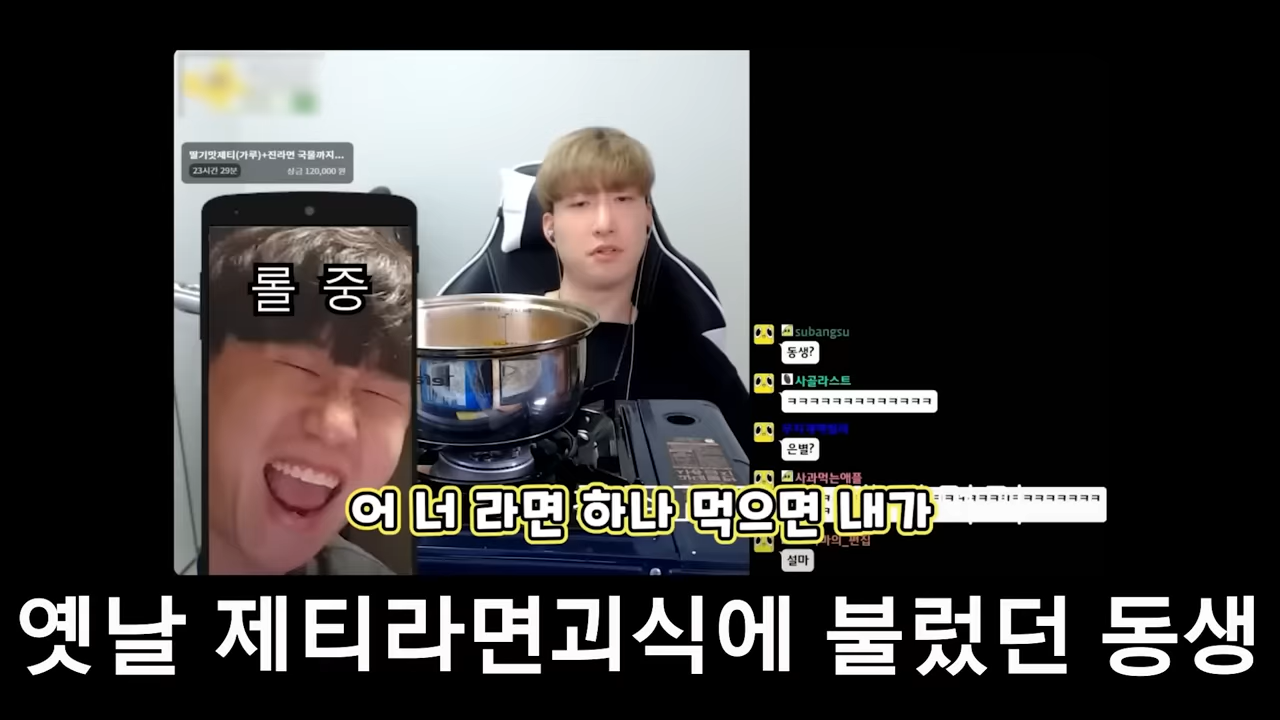 딸기맛제티(가루)+진라면 국물까지...
23시간 29분
상금 120,000 원
롤 중
subangsu
동생?
사골라스트
ㅋㅋㅋㅋㅋㅋㅋㅋㅋㅋㅋㅋㅋ
은별?
사과먹는애플
설마
어 너 라면 하나 먹으면 내가
옛날 제티라면괴식에 불렀던 동생